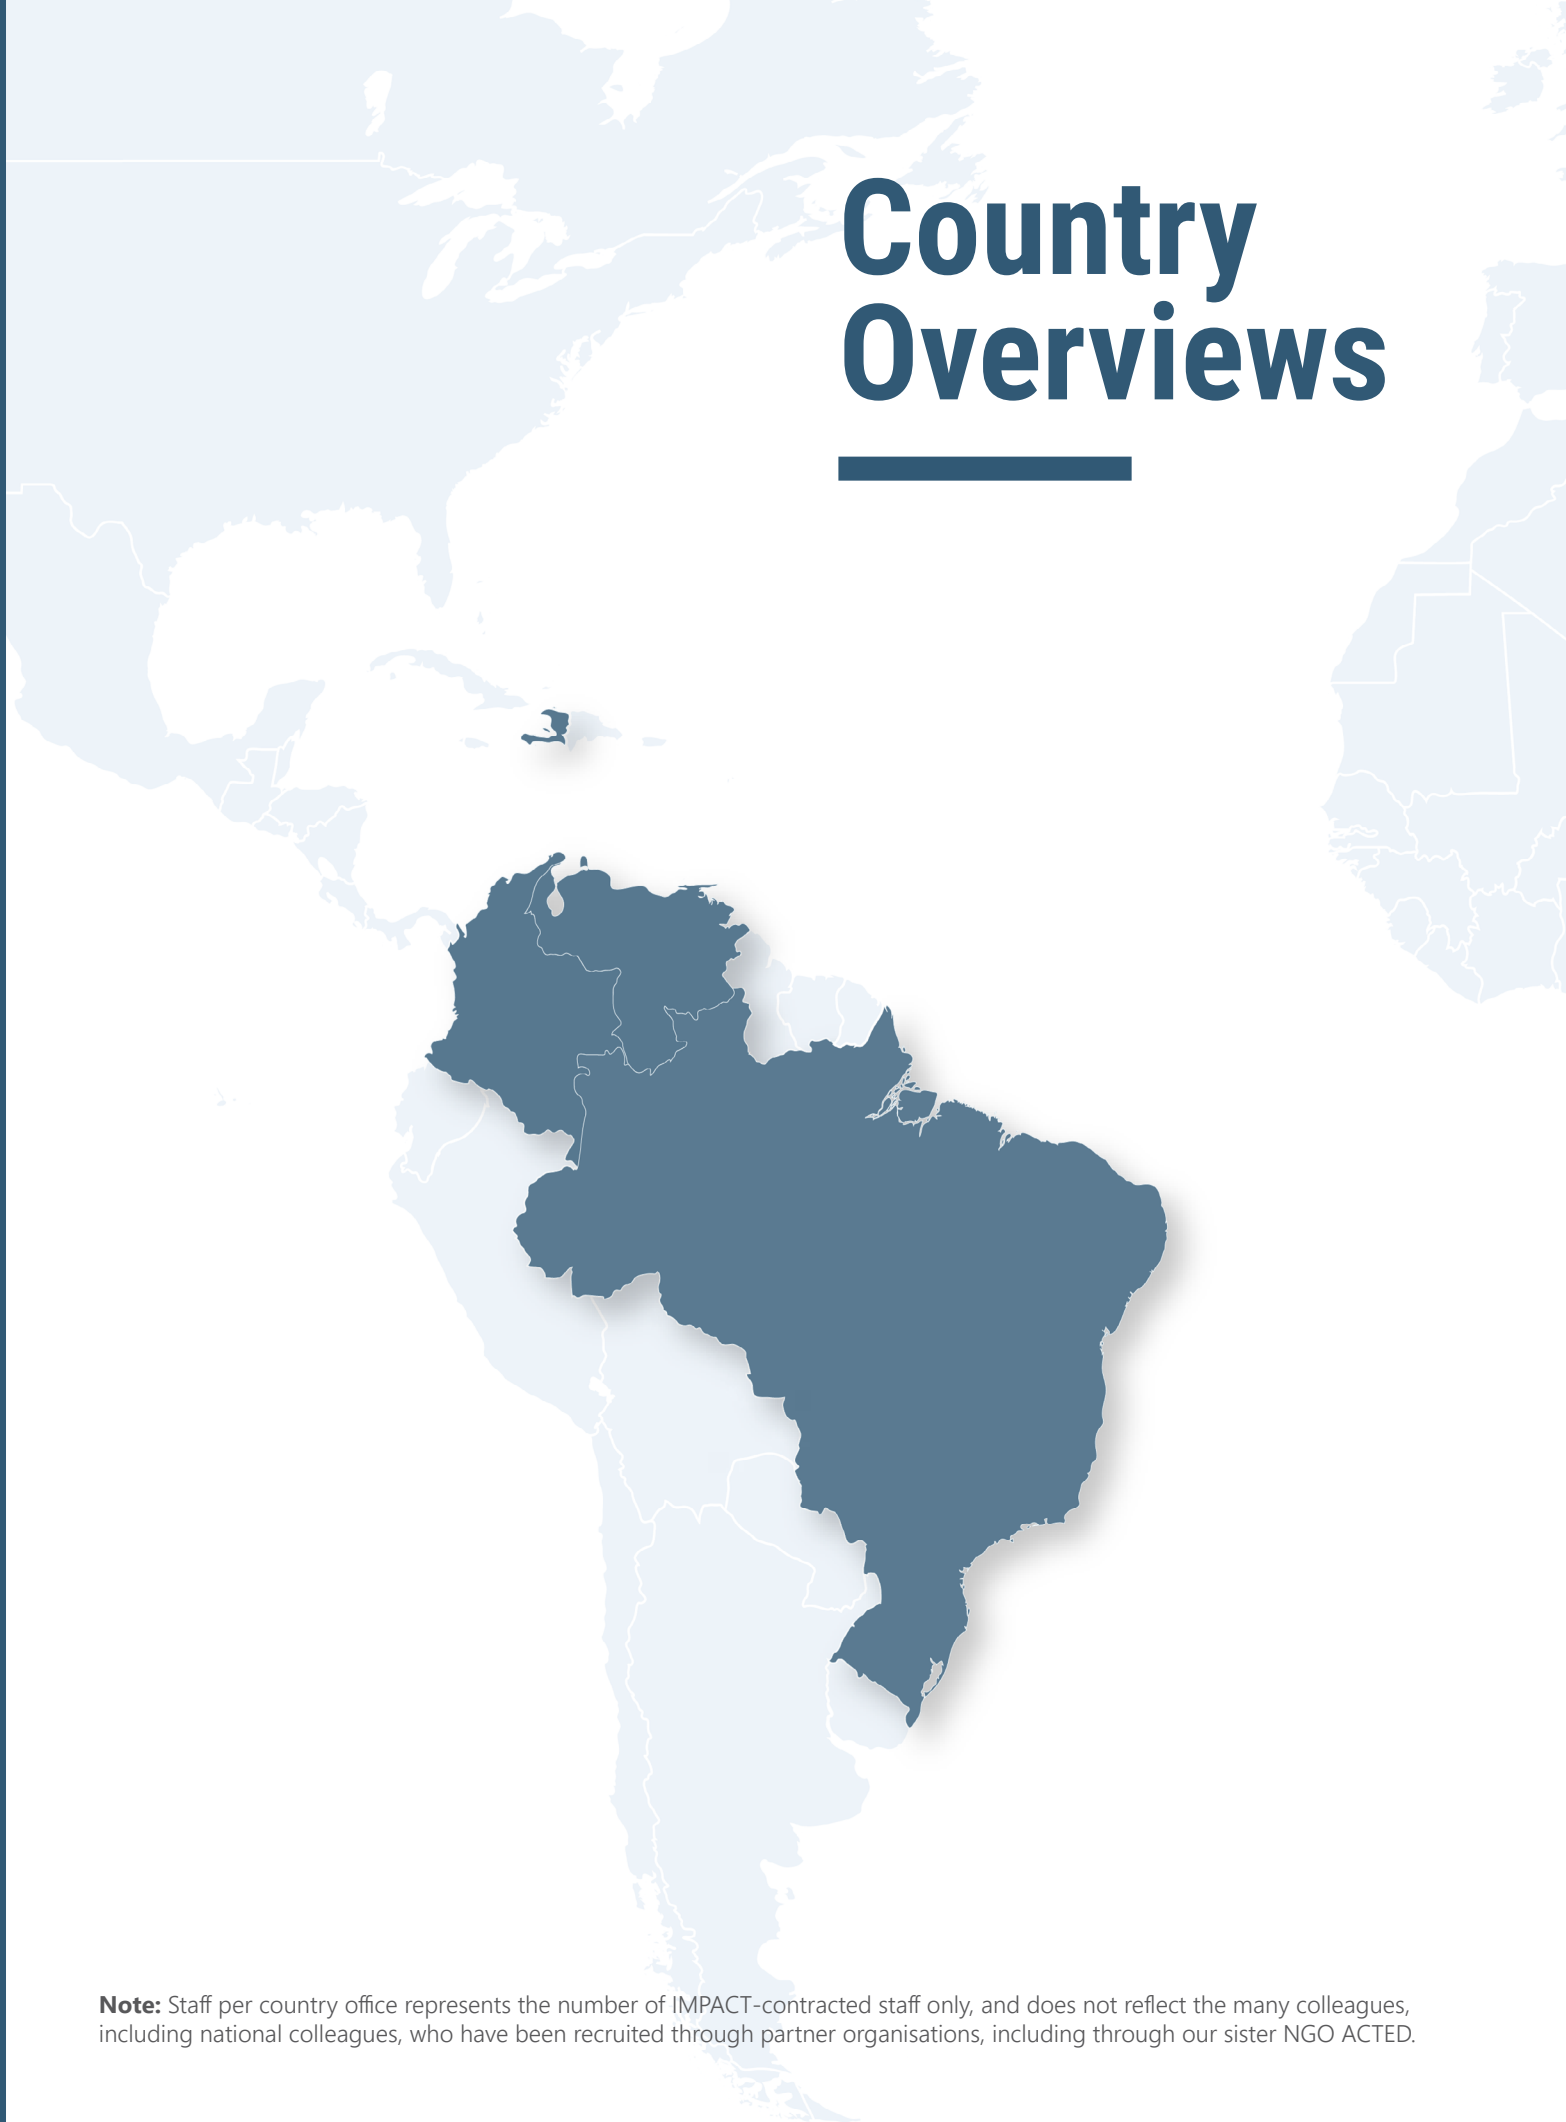 Country
Overviews
Note: Staff per country office represents the number of IMPACT-contracted staff only, and does not reflect the many colleagues,
including national colleagues, who have been recruited through partner organisations, including through our sister NGO ACTED.